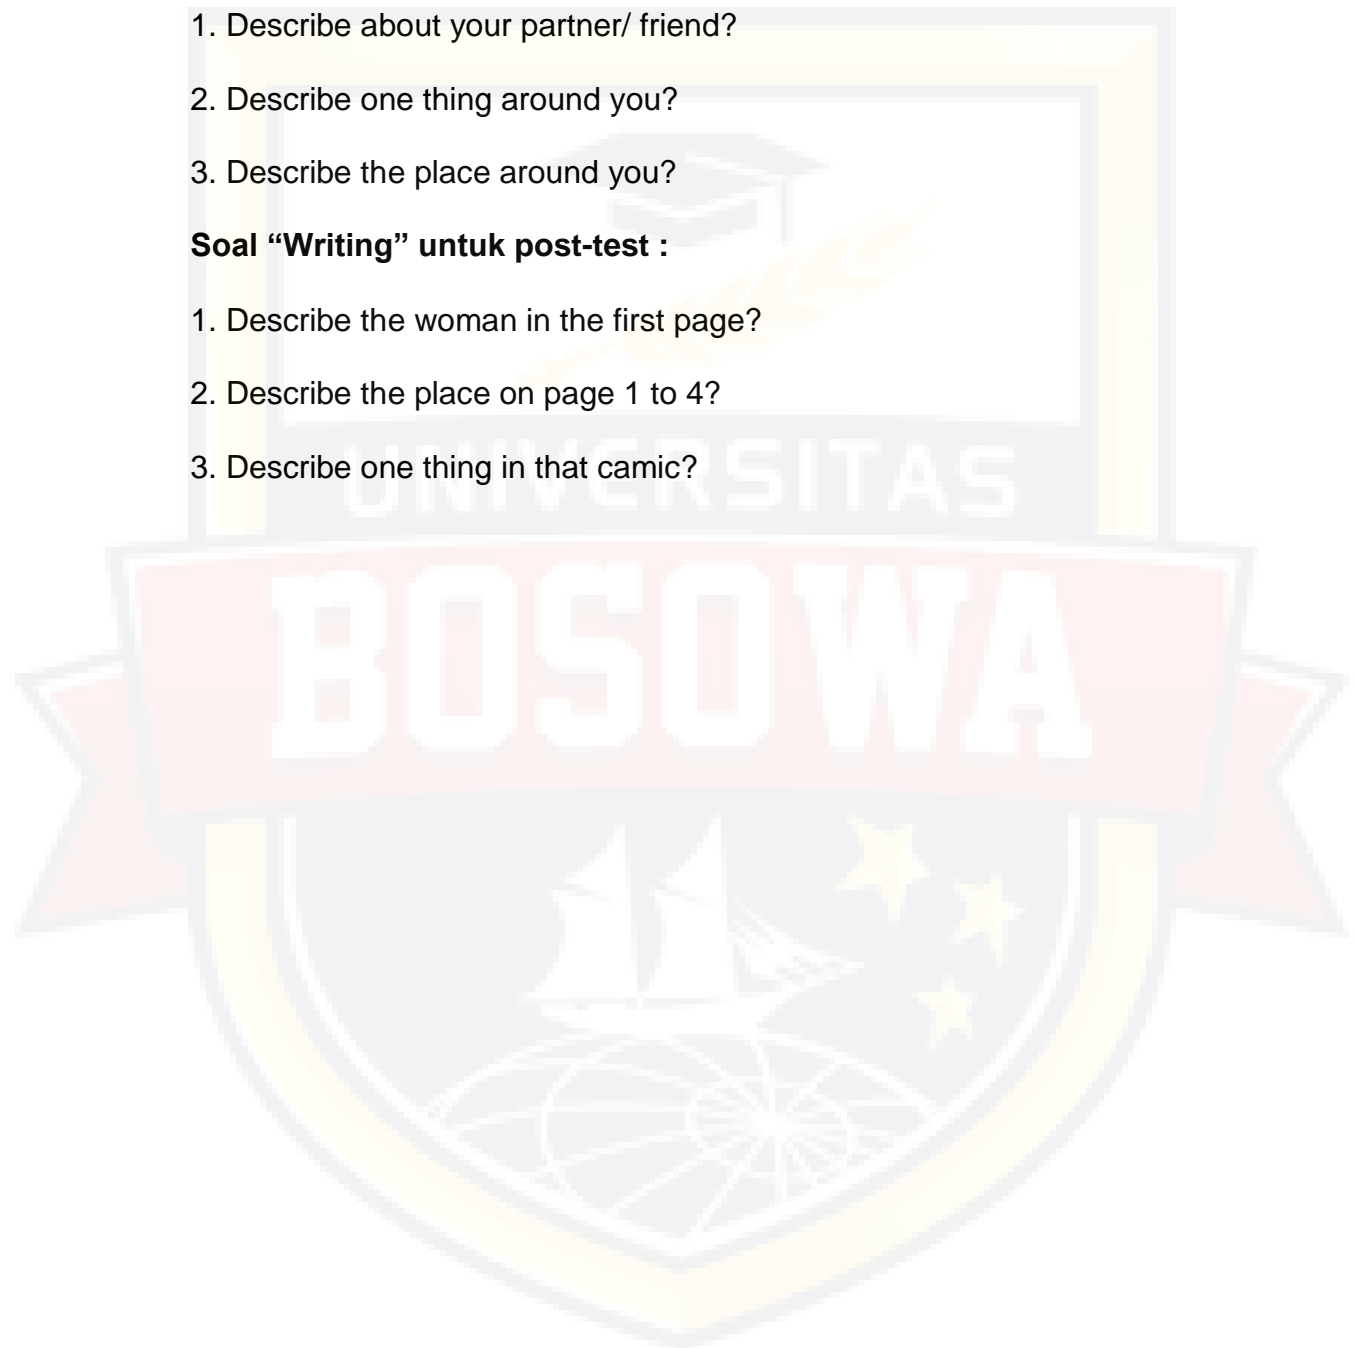 1. Describe about your partner/ friend?
2. Describe one thing around you?
3. Describe the place around you?
Soal “Writing” untuk post-test :
1. Describe the woman in the first page?
2. Describe the place on page 1 to 4?
3. Describe one thing in that camic?
UNIVERSITAS
BOSOWA